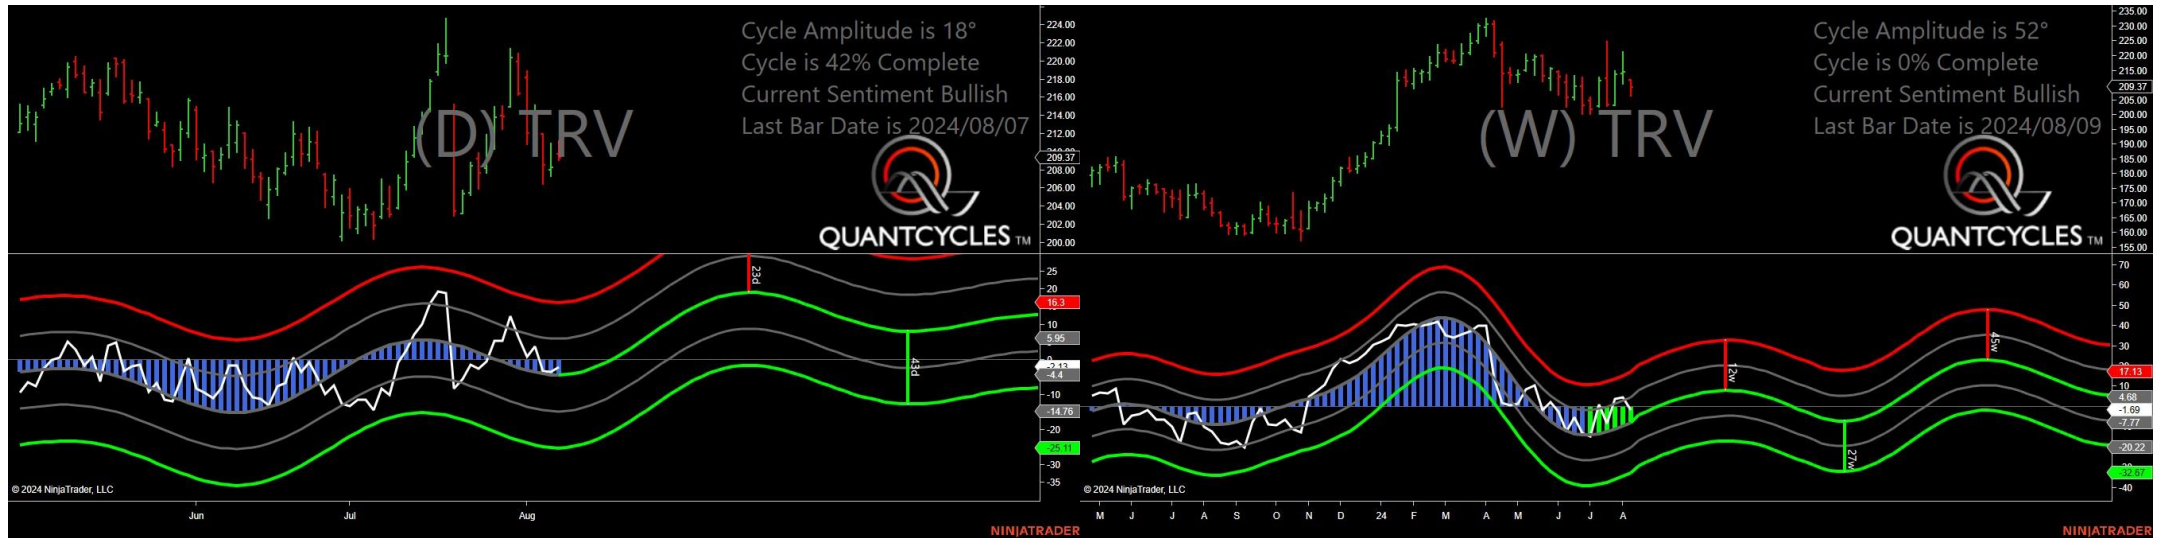 Cycle Amplitude is 18°
Cycle is 42% Complete
Current Sentiment Bullish
Last Bar Date is 2024/08/07
(D) TRV
QUANTCYCLES TM
224.00
222.00
220.00
218.00
216.00
214.00
212.00
209.37
208.00
206.00
204.00
202.00
200.00
23d
43d
25
20
16.3
10
5.95
0
-2.13
-4.4
-10
-14.76
-20
-25.11
-30
-35
© 2024 NinjaTrader, LLC
Jun
Jul
Aug
NINJATRADER
Cycle Amplitude is 52°
Cycle is 0% Complete
Current Sentiment Bullish
Last Bar Date is 2024/08/09
(W) TRV
QUANTCYCLES TM
235.00
230.00
225.00
220.00
215.00
209.37
205.00
200.00
195.00
190.00
185.00
180.00
175.00
170.00
165.00
160.00
155.00
12w
27w
45w
70
60
50
40
30
17.13
10
4.68
-1.69
-7.77
-20.22
-32.67
-40
© 2024 NinjaTrader, LLC
M J J A S O N D 24 F M A M J J A
NINJATRADER